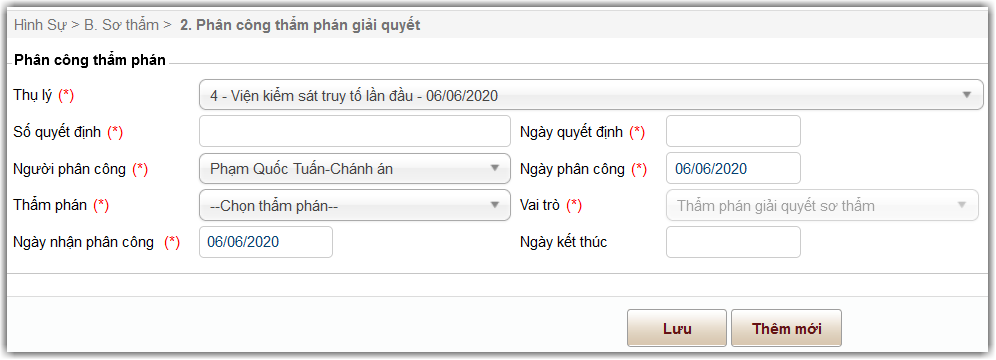 Hình Sự > B. Sơ thẩm > 2. Phân công thẩm phán giải quyết
Phân công thẩm phán
Thụ lý (*) 4 - Viện kiểm sát truy tố lần đầu - 06/06/2020
Số quyết định (*) Ngày quyết định (*)
Người phân công (*) Phạm Quốc Tuấn-Chánh án Ngày phân công (*) 06/06/2020
Thẩm phán (*) --Chọn thẩm phán-- Vai trò (*) Thẩm phán giải quyết sơ thẩm
Ngày nhận phân công (*) 06/06/2020 Ngày kết thúc
Lưu Thêm mới